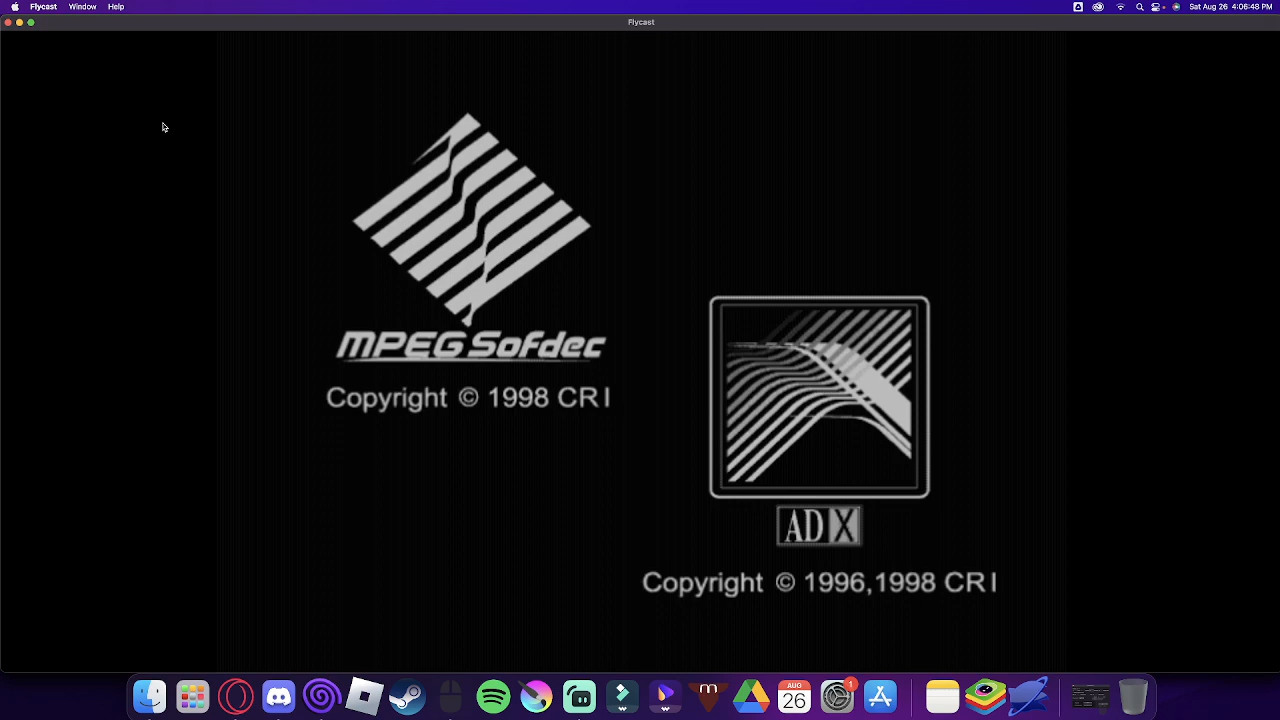 Flycast Window Help
Sat Aug 26 4:06:48 PM
Flycast
MPEG Sofdec
Copyright © 1998 CRI
ADX
Copyright © 1996,1998 CRI
AUG
26
1